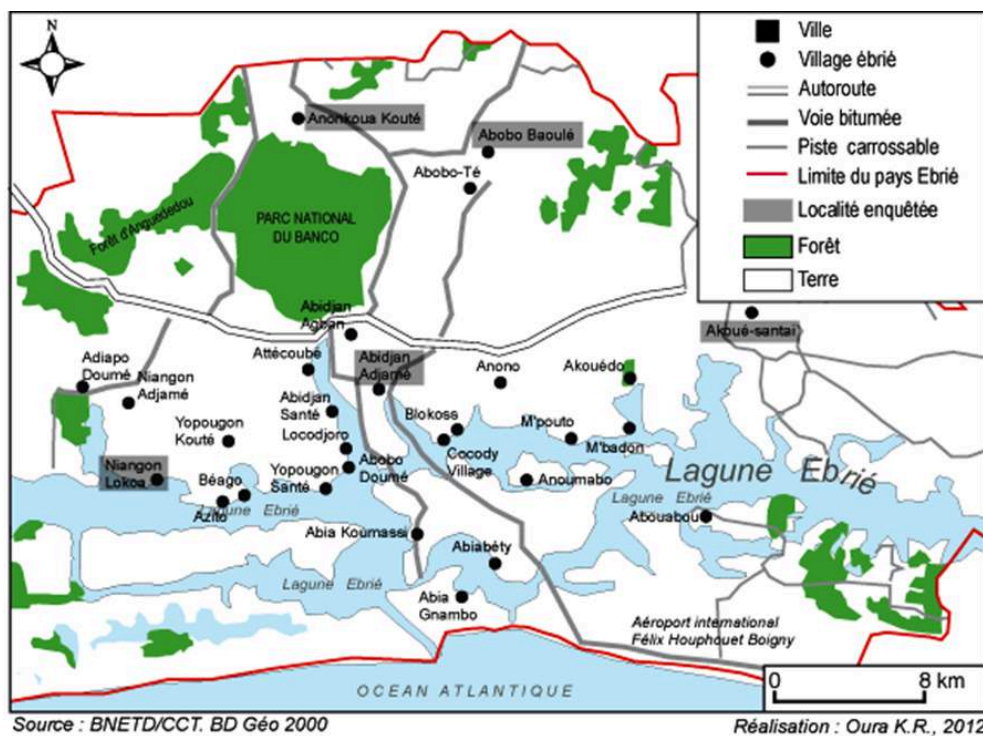 N
Ville
Village ébrié
Autoroute
Voie bitumée
Piste carrossable
Limite du pays Ebrié
Localité enquêtée
Forêt
Terre
Anonkoua Kouté
Abobo Baoulé
Abobo-Té
Forêt d'Anguédédou
PARC NATIONAL
DU BANCO
Abidjan
Agban
Akoué-santai
Attécoubé
Abidjan
Adjamé
Anono
Akouédo
Adiapo
Doumé
Niangon
Adjamé
Abidjan
Santé
Blokoss
M'pouto
Yopougon
Kouté
Locodjoro
Cocody
Village
M'badon
Lagune Ebrié
Niangon
Lokoa
Béago
Yopougon
Santé
Abobo
Doumé
Anoumabo
Azito
Lagune Ebrié
Lagune Ebrié
Abouabou
Abia Koumassi
Abiabéty
Lagune Ebrié
Abia
Gnambo
Aéroport international
Félix Houphouet Boigny
OCEAN ATLANTIQUE
0 8 km
Source : BNETD/CCT. BD Géo 2000
Réalisation : Oura K.R., 2012